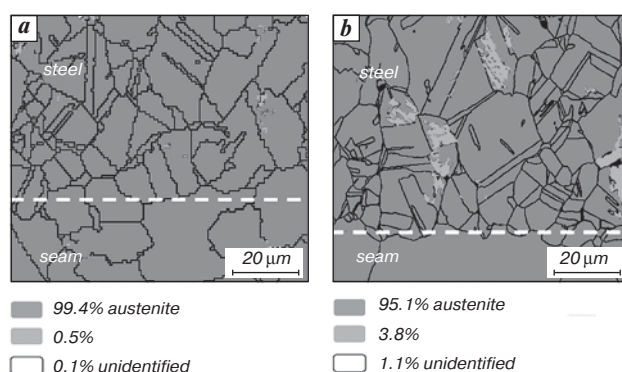 a
steel
seam
20 µm
99.4% austenite
0.5%
0.1% unidentified
b
steel
seam
20 µm
95.1% austenite
3.8%
1.1% unidentified